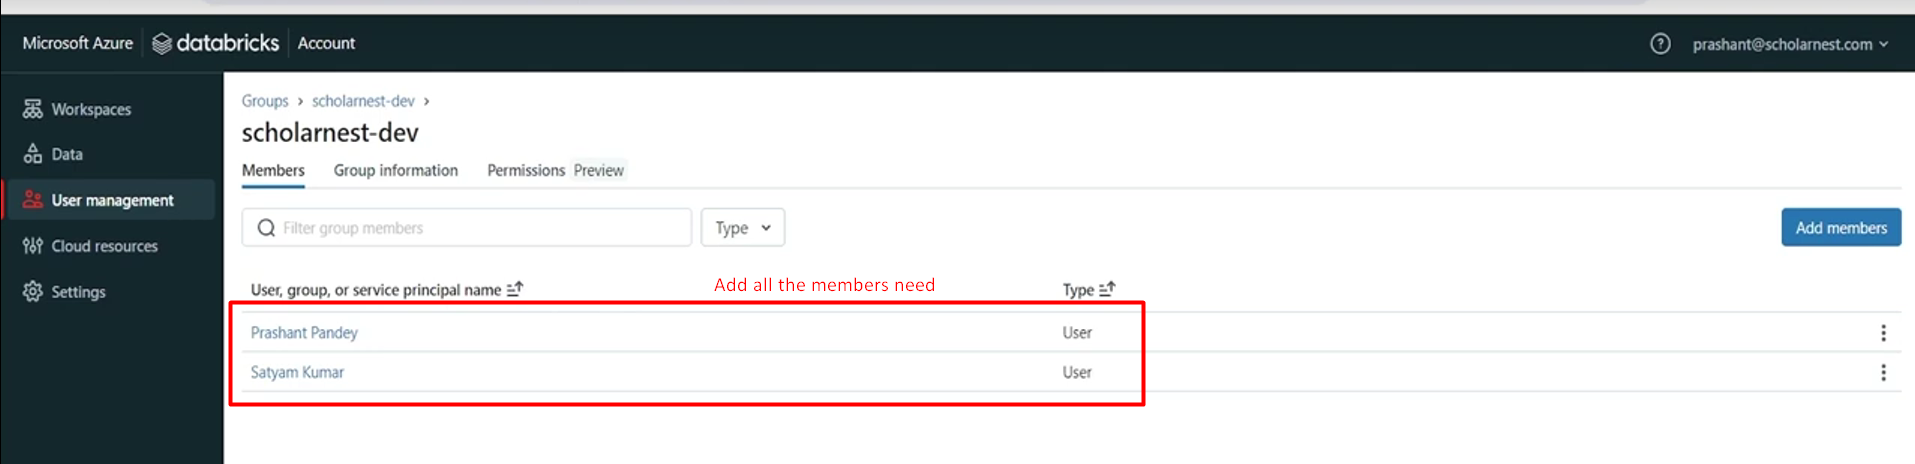 Microsoft Azure databricks Account ? prashant@scholarnest.com
Workspaces
Data
User management
Cloud resources
Settings
Groups > scholarnest-dev >
scholarnest-dev
Members Group information Permissions Preview
Filter group members Type Add members
Add all the members need
User, group, or service principal name Type
Prashant Pandey User
Satyam Kumar User